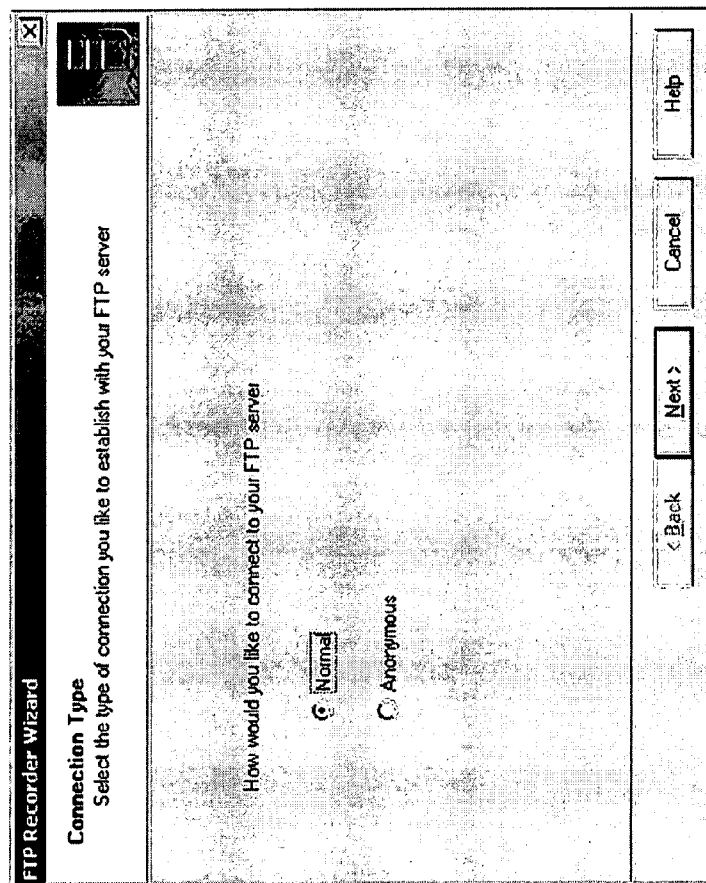 FTP Recorder Wizard
Connection Type
Select the type of connection you like to establish with your FTP server
How would you like to connect to your FTP server
Normal
Anonymous
< Back
Next >
Cancel
Help